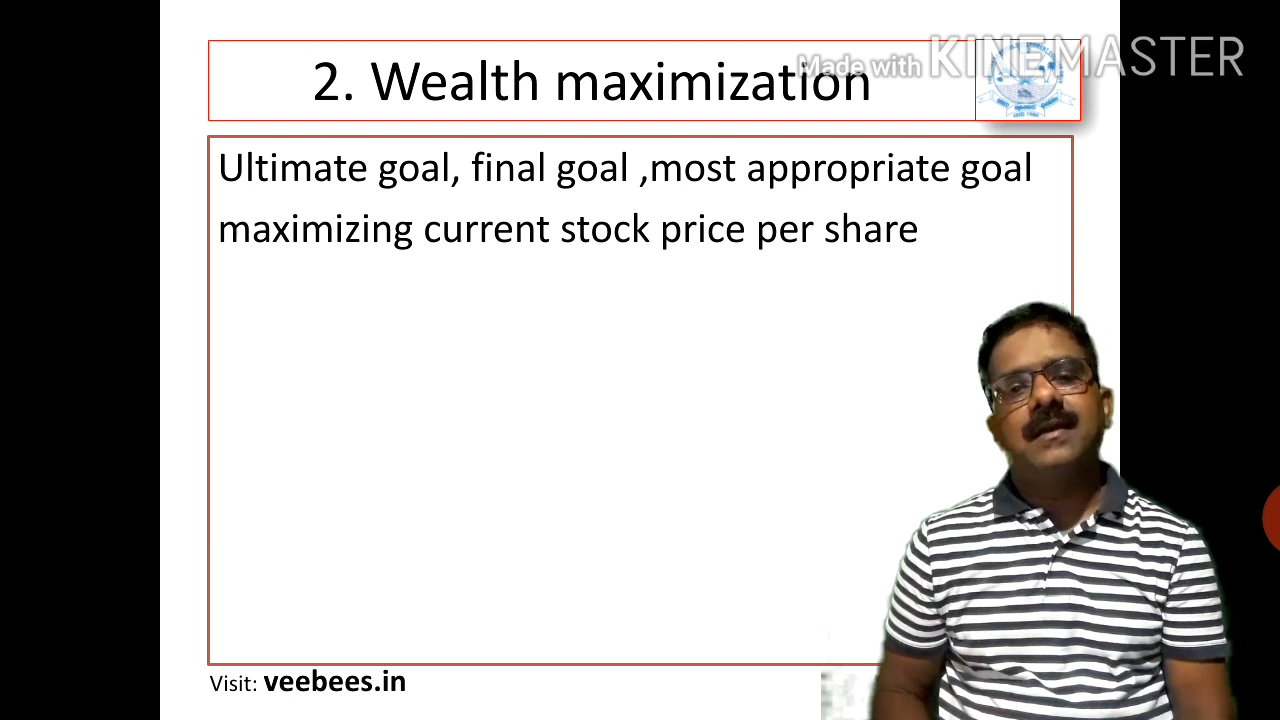 2. Wealth maximization
Made with KINEMASTER
Ultimate goal, final goal ,most appropriate goal
maximizing current stock price per share
Visit: veebees.in